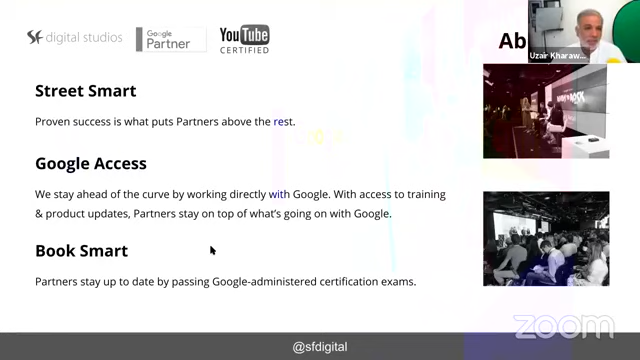 SF digital studios
Google
Partner
YouTube
CERTIFIED
Ab
Uzair Kharaw...
Street Smart
Proven success is what puts Partners above the rest.
Google Access
We stay ahead of the curve by working directly with Google. With access to training
& product updates, Partners stay on top of what's going on with Google.
Book Smart
Partners stay up to date by passing Google-administered certification exams.
@sfdigital
zoom